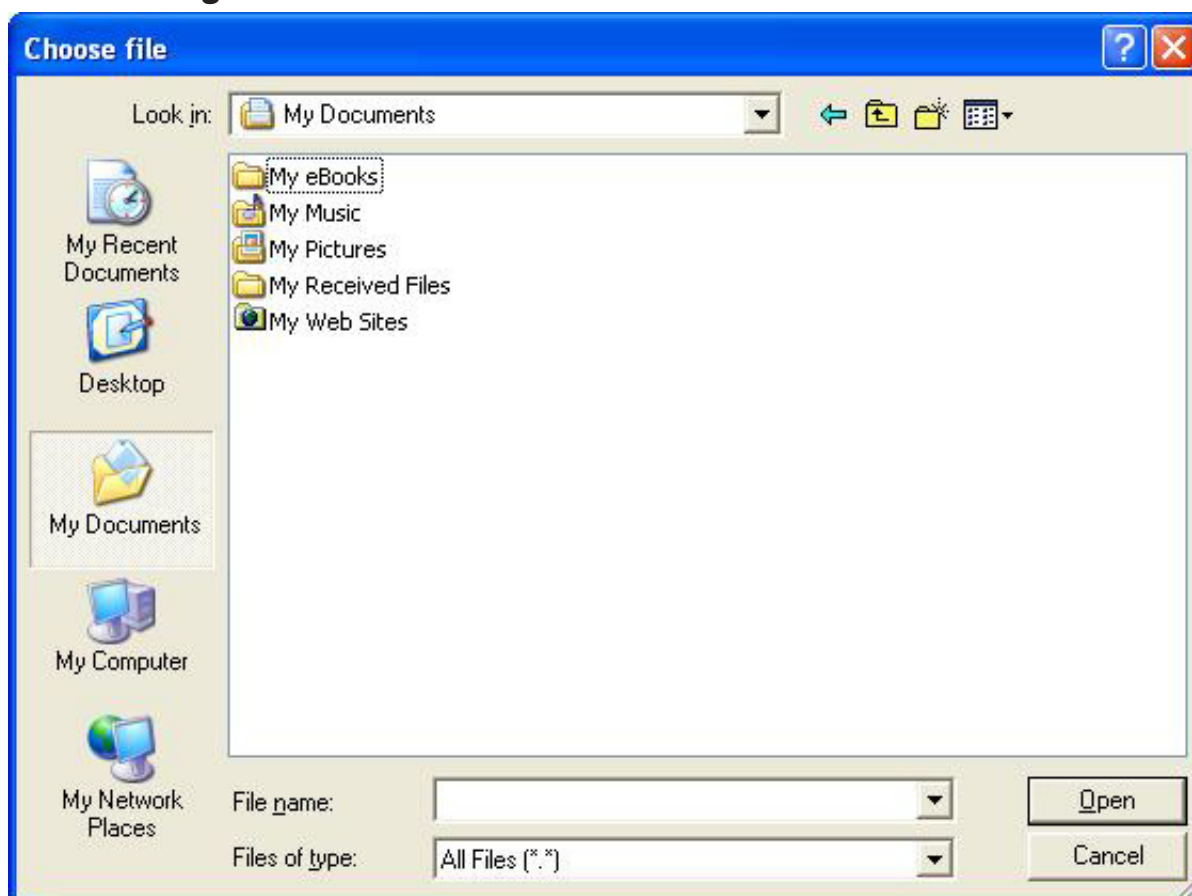 Choose file
Look in:
My Documents
My Recent
Documents
Desktop
My Documents
My Computer
My Network
Places
My eBooks
My Music
My Pictures
My Received Files
My Web Sites
File name:
Open
Files of type:
All Files (*.*)
Cancel